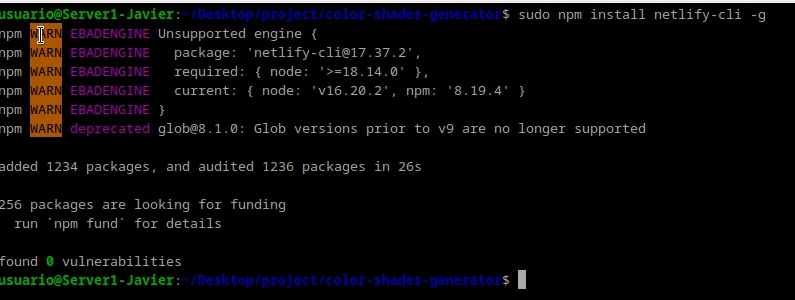 usuario@Server1-Javier:~/Desktop/project/color-shades-generator$ sudo npm install netlify-cli -g
npm WARN EBADENGINE Unsupported engine {
npm WARN EBADENGINE   package: 'netlify-cli@17.37.2',
npm WARN EBADENGINE   required: { node: '>=18.14.0' },
npm WARN EBADENGINE   current: { node: 'v16.20.2', npm: '8.19.4' }
npm WARN EBADENGINE }
npm WARN deprecated glob@8.1.0: Glob versions prior to v9 are no longer supported
added 1234 packages, and audited 1236 packages in 26s
256 packages are looking for funding
  run `npm fund` for details
found 0 vulnerabilities
usuario@Server1-Javier:~/Desktop/project/color-shades-generator$